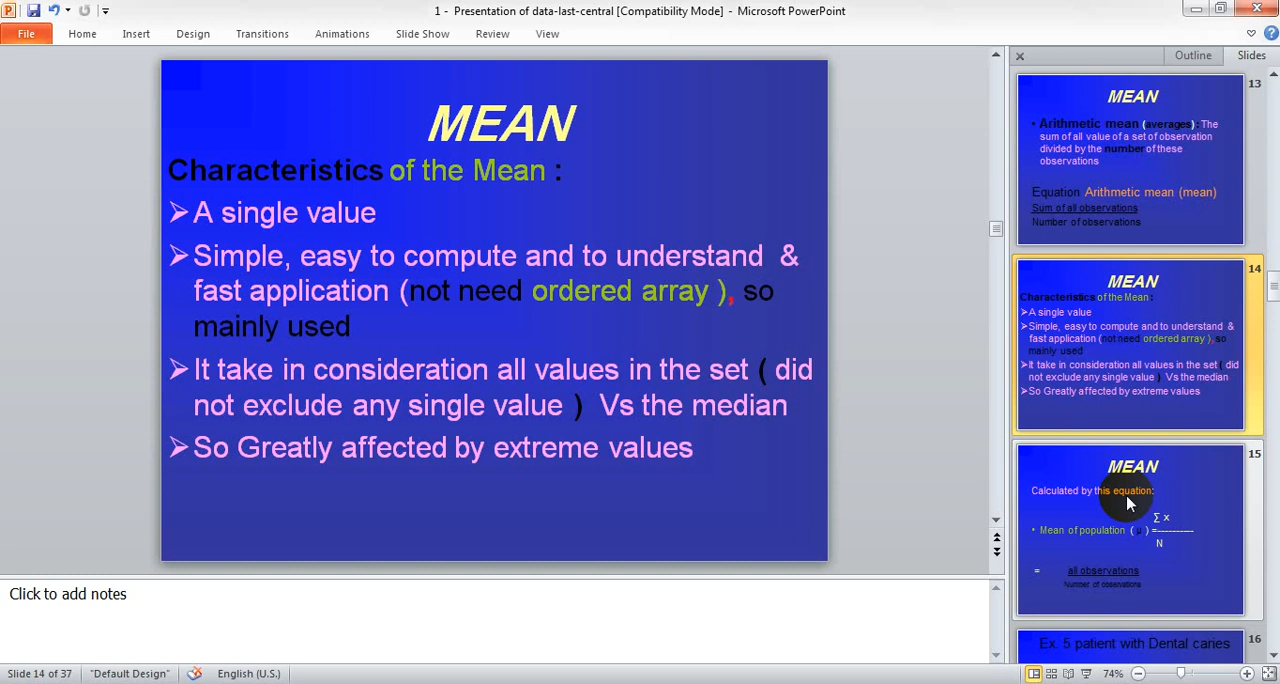 1 - Presentation of data-last-central [Compatibility Mode] - Microsoft PowerPoint
File Home Insert Design Transitions Animations Slide Show Review View
MEAN
Characteristics of the Mean :
➢A single value
➢Simple, easy to compute and to understand &
fast application (not need ordered array ), so
mainly used
➢It take in consideration all values in the set ( did
not exclude any single value ) Vs the median
➢So Greatly affected by extreme values
Click to add notes
Outline Slides
13
MEAN
• Arithmetic mean (averages): The
sum of all value of a set of observation
divided by the number of these
observations
Equation Arithmetic mean (mean)
Sum of all observations
Number of observations
14
MEAN
Characteristics of the Mean :
➢A single value
➢Simple, easy to compute and to understand &
fast application (not need ordered array ), so
mainly used
➢It take in consideration all values in the set ( did
not exclude any single value ) Vs the median
➢So Greatly affected by extreme values
15
MEAN
Calculated by this equation:
∑ x
• Mean of population ( μ ) =----------
N
= all observations
Number of observations
16
Ex. 5 patient with Dental caries
Slide 14 of 37 "Default Design" English (U.S.) 74%